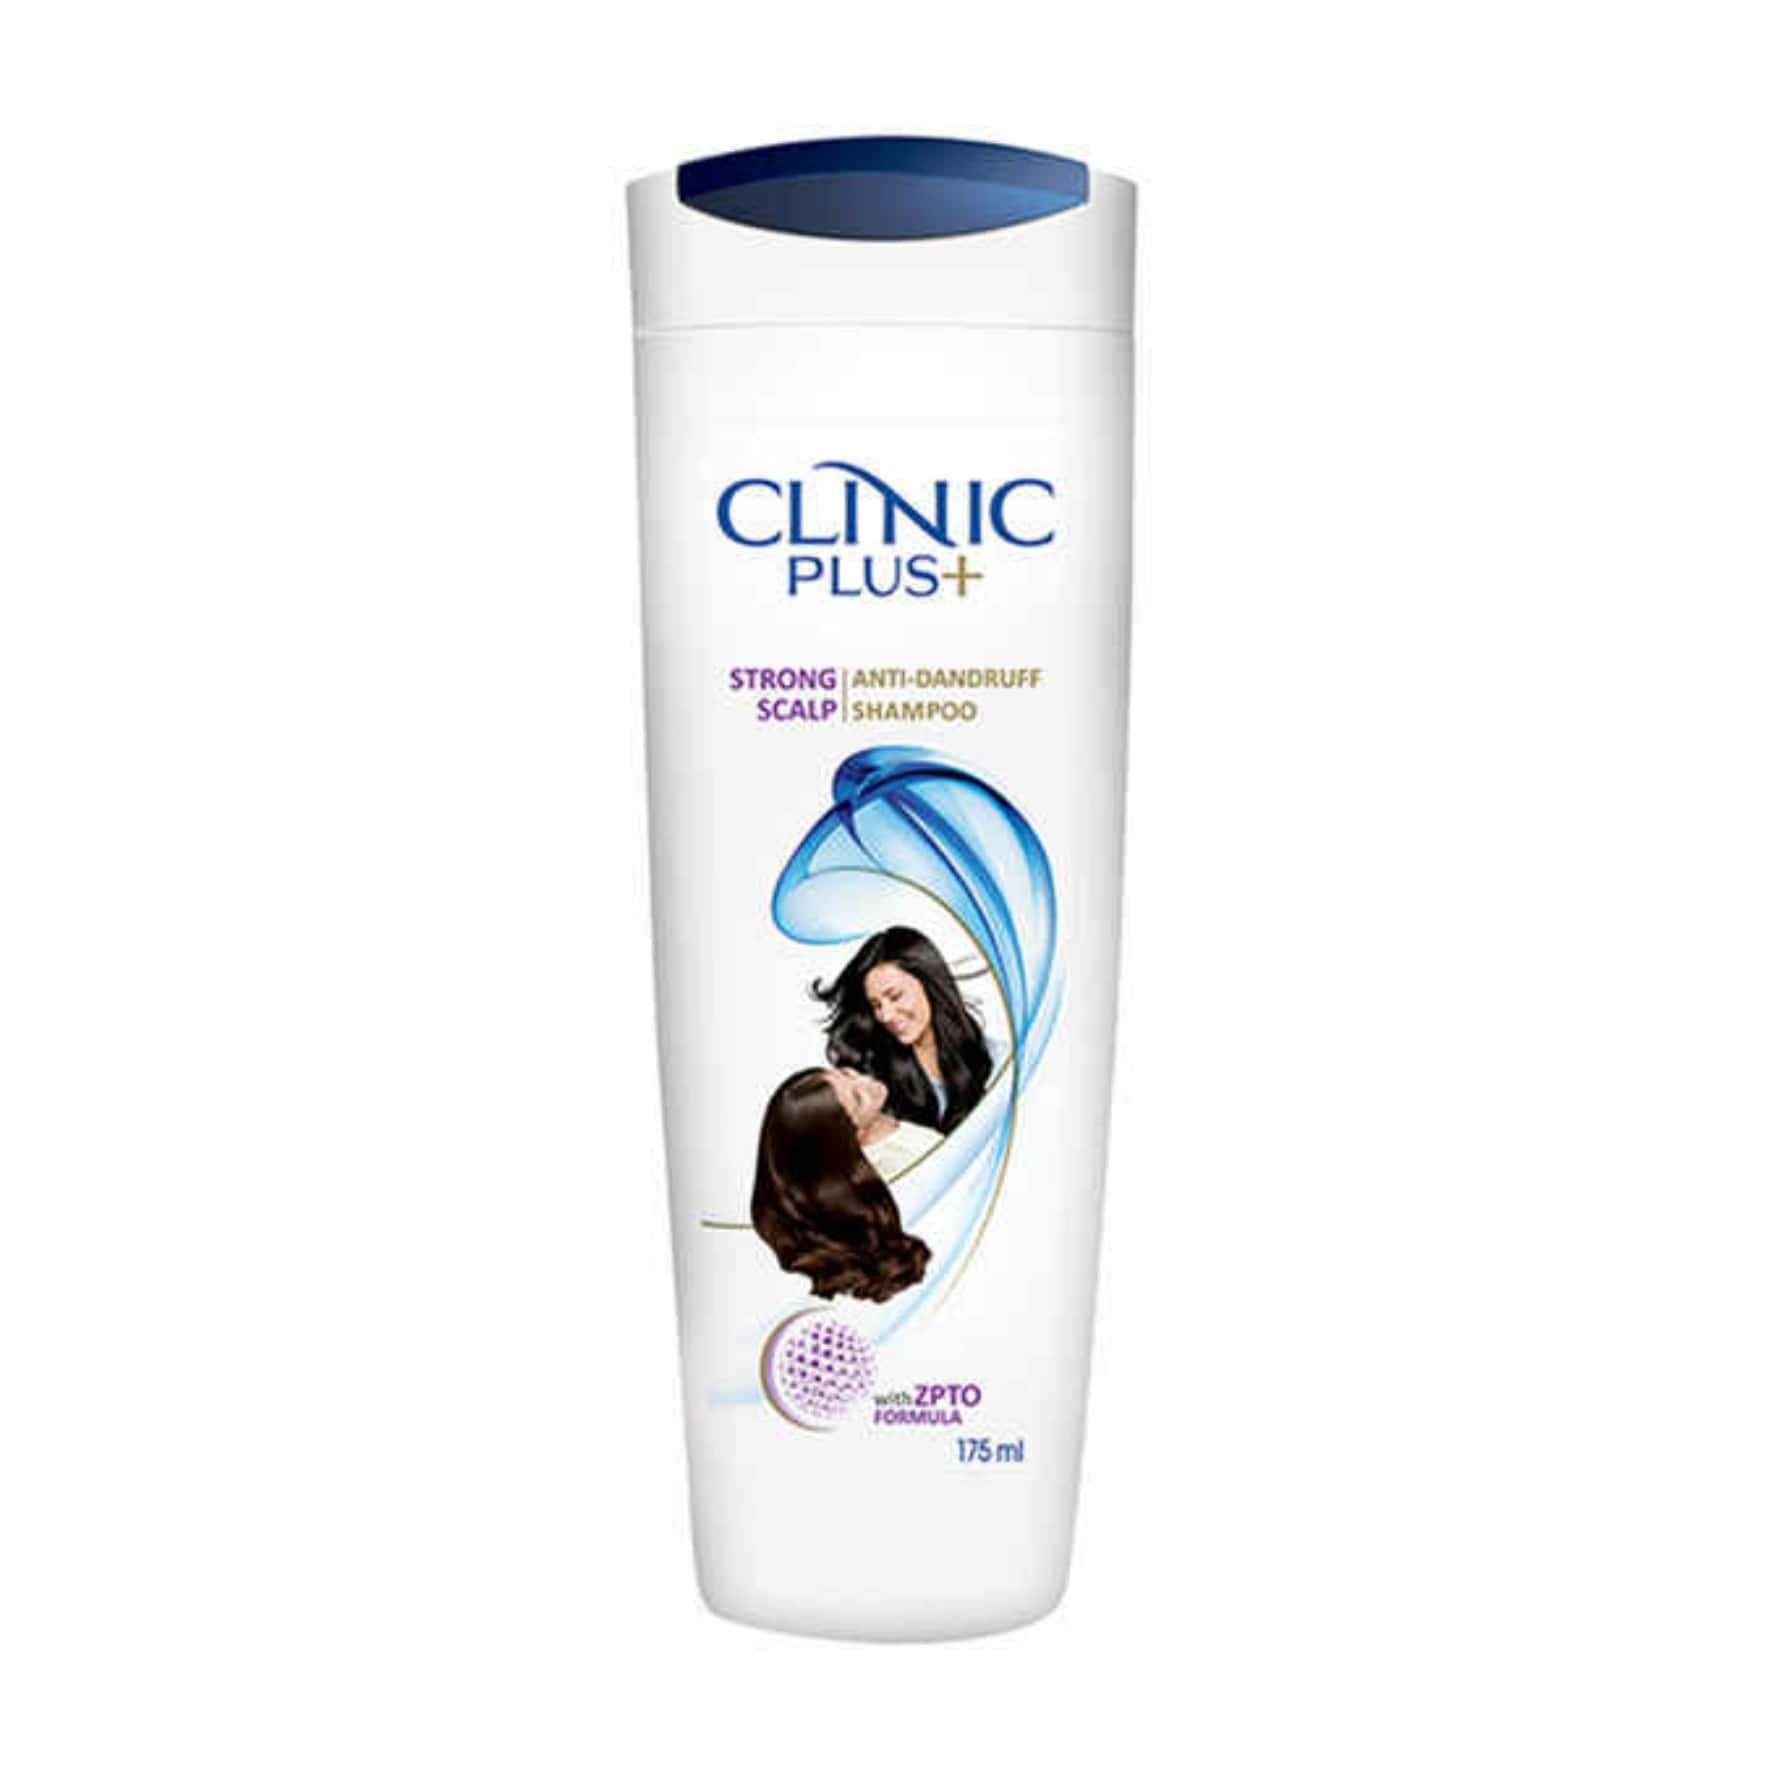 CLINIC
PLUS+
STRONG SCALP
ANTI-DANDRUFF SHAMPOO
with ZPTO
FORMULA
175 ml